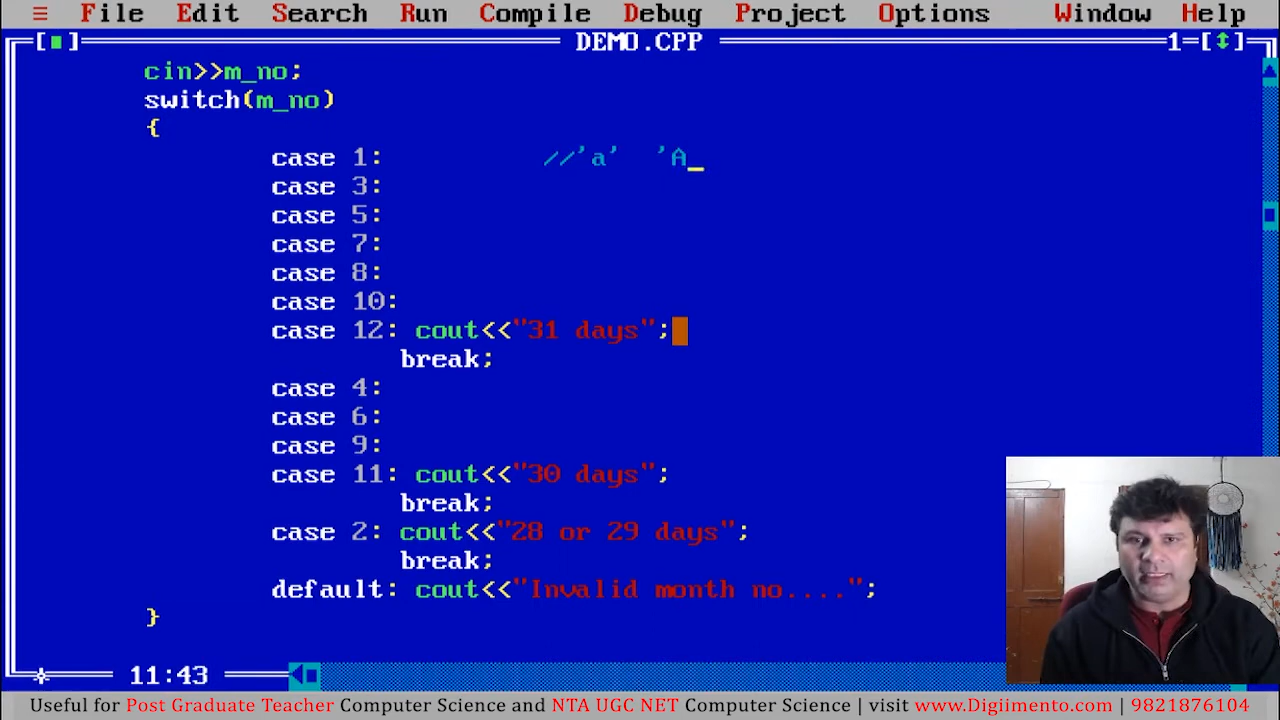 ≡ File Edit Search Run Compile Debug Project Options Window Help
[■] DEMO.CPP 1=[↕]
cin>>m_no;
switch(m_no)
{
case 1: //'a' 'A_
case 3:
case 5:
case 7:
case 8:
case 10:
case 12: cout<<"31 days";
break;
case 4:
case 6:
case 9:
case 11: cout<<"30 days";
break;
case 2: cout<<"28 or 29 days";
break;
default: cout<<"Invalid month no....";
}
11:43
Useful for Post Graduate Teacher Computer Science and NTA UGC NET Computer Science | visit www.Digiimento.com | 9821876104